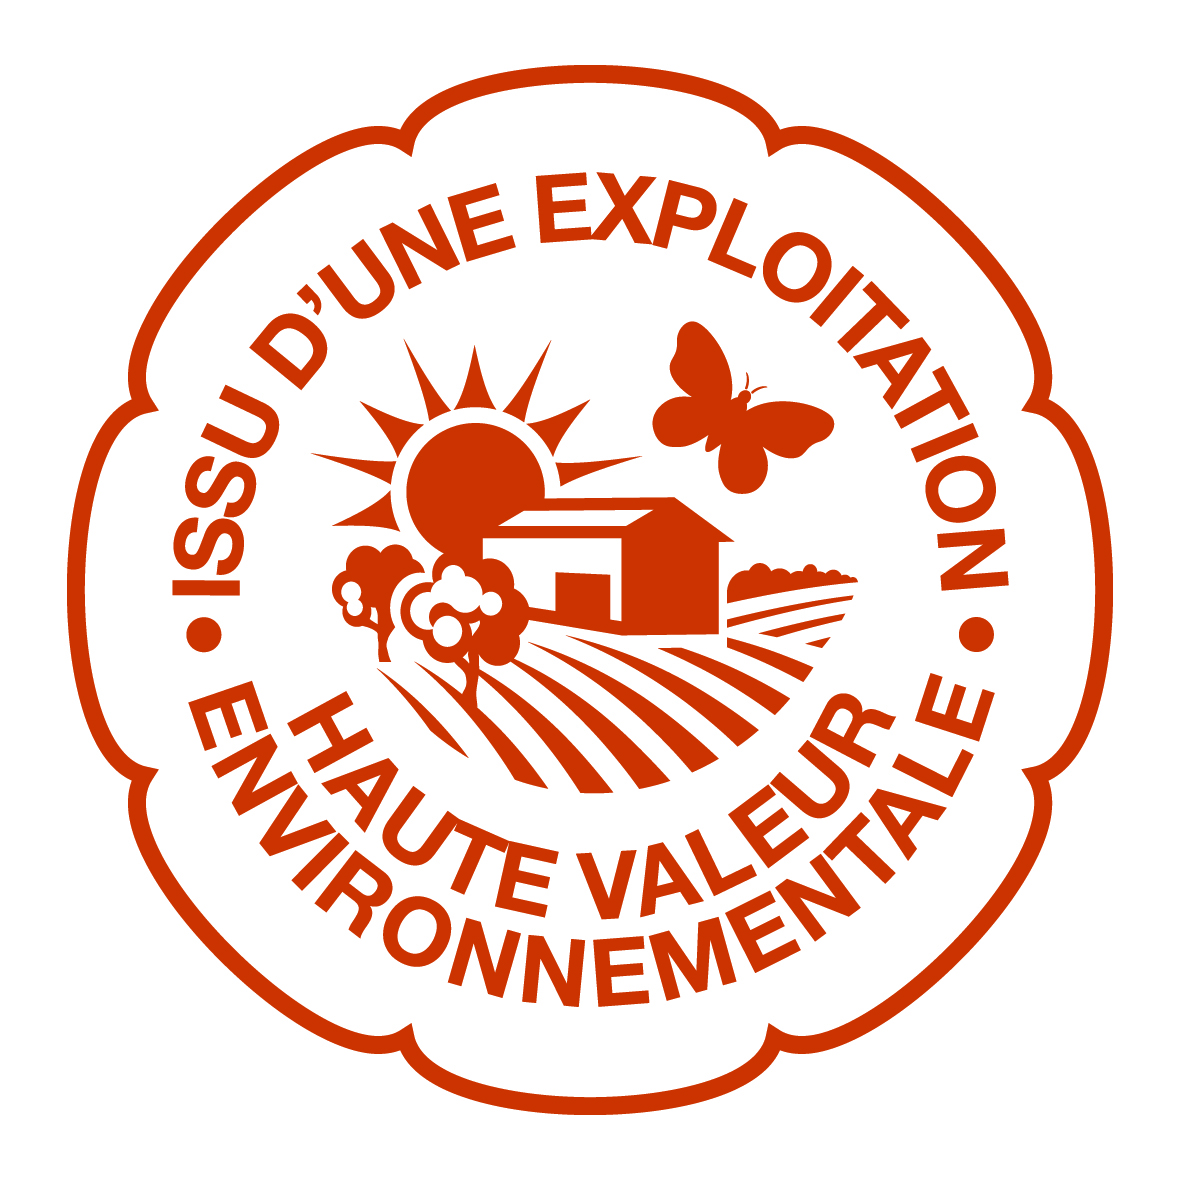 ISSU D'UNE EXPLOITATION
HAUTE VALEUR
ENVIRONNEMENTALE